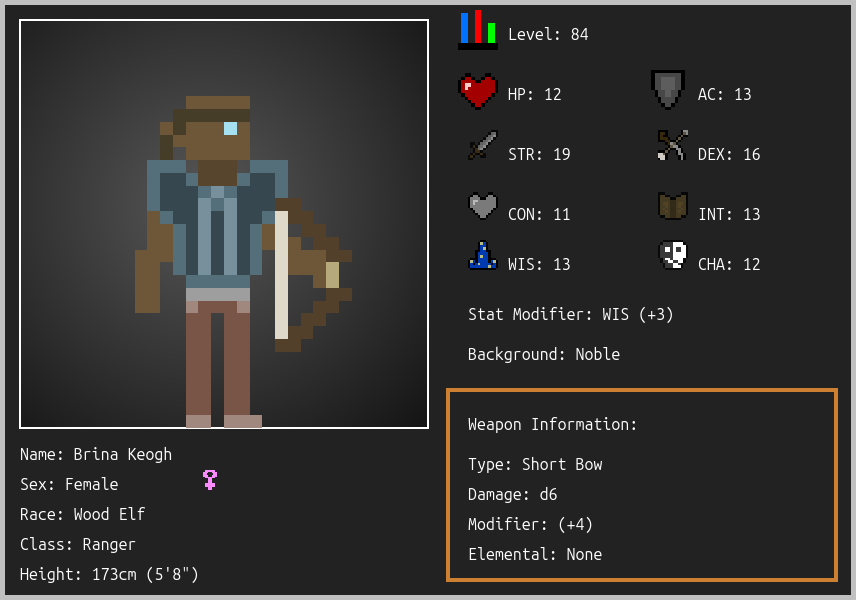 Level: 84
HP: 12
AC: 13
STR: 19
DEX: 16
CON: 11
INT: 13
WIS: 13
CHA: 12
Stat Modifier: WIS (+3)
Background: Noble
Weapon Information:
Type: Short Bow
Damage: d6
Modifier: (+4)
Elemental: None
Name: Brina Keogh
Sex: Female
Race: Wood Elf
Class: Ranger
Height: 173cm (5'8")